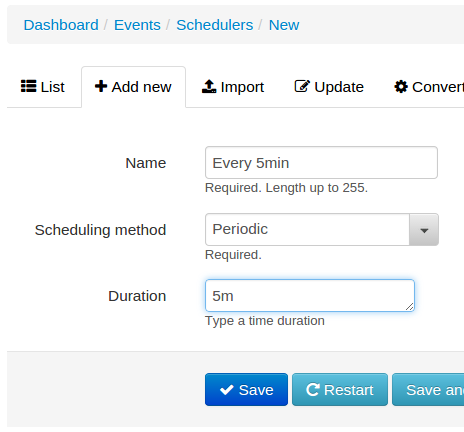 Dashboard / Events / Schedulers / New
List Add new Import Update Convert
Name Every 5min
Required. Length up to 255.
Scheduling method Periodic
Required.
Duration 5m
Type a time duration
Save Restart Save and